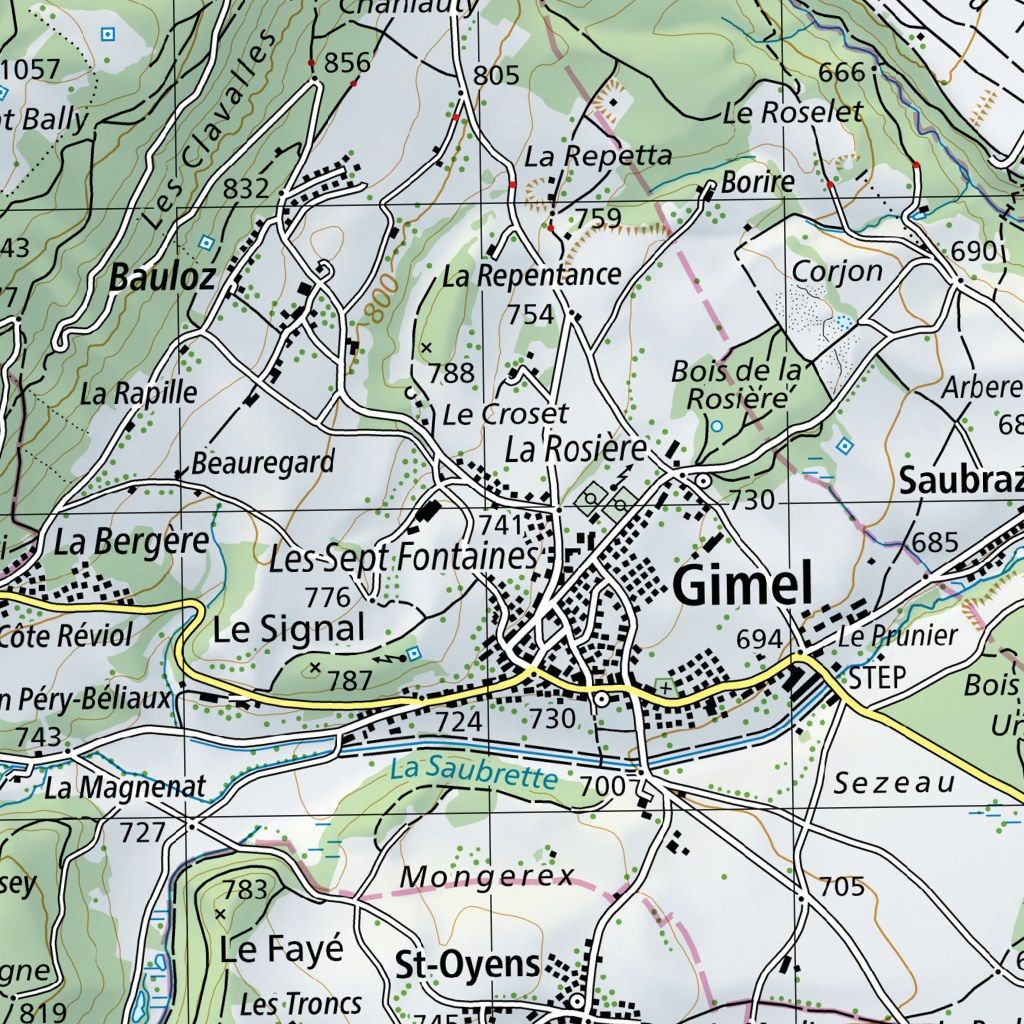 Chanlauty
1057
856
805
666
nt Bally
Les Clavalles
Le Roselet
La Repetta
832
Borire
43
759
690
Bauloz
La Repentance
Corjon
800
754
788
Bois de la
Rosière
La Rapille
Le Croset
Arbere
68
Beauregard
La Rosière
Saubraz
741
730
La Bergère
Les Sept Fontaines
685
776
Gimel
Côte Réviol
Le Signal
694
Le Prunier
n Péry-Béliaux
787
STEP
Bois
743
724
730
La Magnenat
La Saubrette
700
Sezeau
727
sey
783
Mongerex
705
Le Fayé
St-Oyens
gne
Les Troncs
819
745